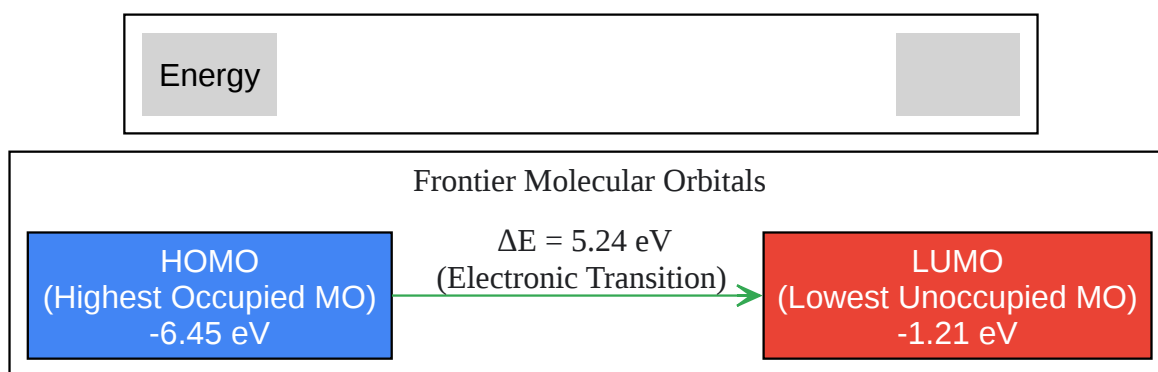 Energy
Frontier Molecular Orbitals
HOMO
(Highest Occupied MO)
-6.45 eV
ΔE = 5.24 eV
(Electronic Transition)
LUMO
(Lowest Unoccupied MO)
-1.21 eV